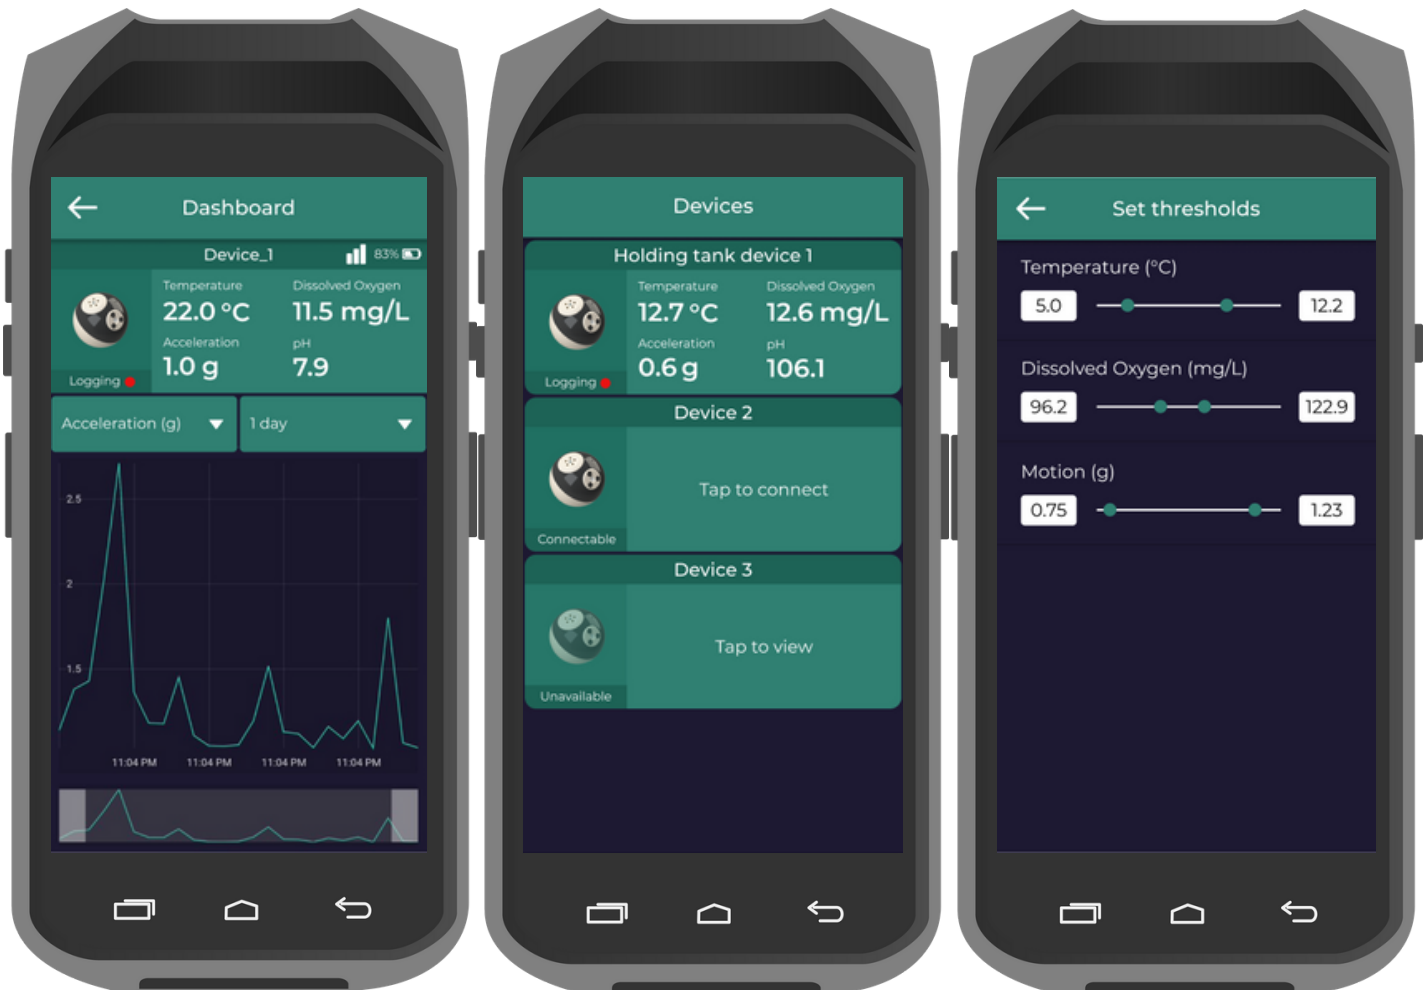 Dashboard
Device_1
83%
Temperature
Dissolved Oxygen
22.0 °C
11.5 mg/L
Acceleration
pH
1.0 g
7.9
Logging
Acceleration (g)
1 day
2.5
2
1.5
11:04 PM
11:04 PM
11:04 PM
11:04 PM
Devices
Holding tank device 1
Temperature
Dissolved Oxygen
12.7 °C
12.6 mg/L
Acceleration
pH
0.6 g
106.1
Logging
Device 2
Tap to connect
Connectable
Device 3
Tap to view
Unavailable
Set thresholds
Temperature (°C)
5.0
12.2
Dissolved Oxygen (mg/L)
96.2
122.9
Motion (g)
0.75
1.23